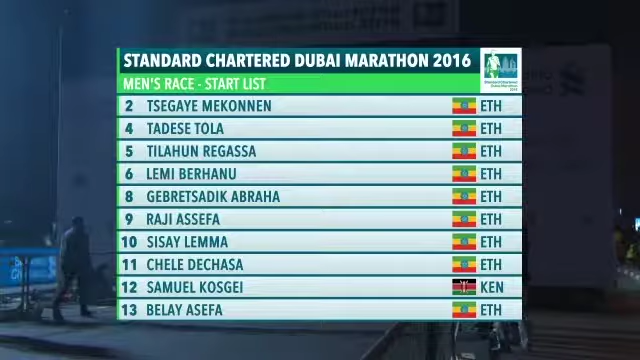 STANDARD CHARTERED DUBAI MARATHON 2016
MEN'S RACE - START LIST
2 TSEGAYE MEKONNEN ETH
4 TADESE TOLA ETH
5 TILAHUN REGASSA ETH
6 LEMI BERHANU ETH
8 GEBRETSADIK ABRAHA ETH
9 RAJI ASSEFA ETH
10 SISAY LEMMA ETH
11 CHELE DECHASA ETH
12 SAMUEL KOSGEI KEN
13 BELAY ASEFA ETH